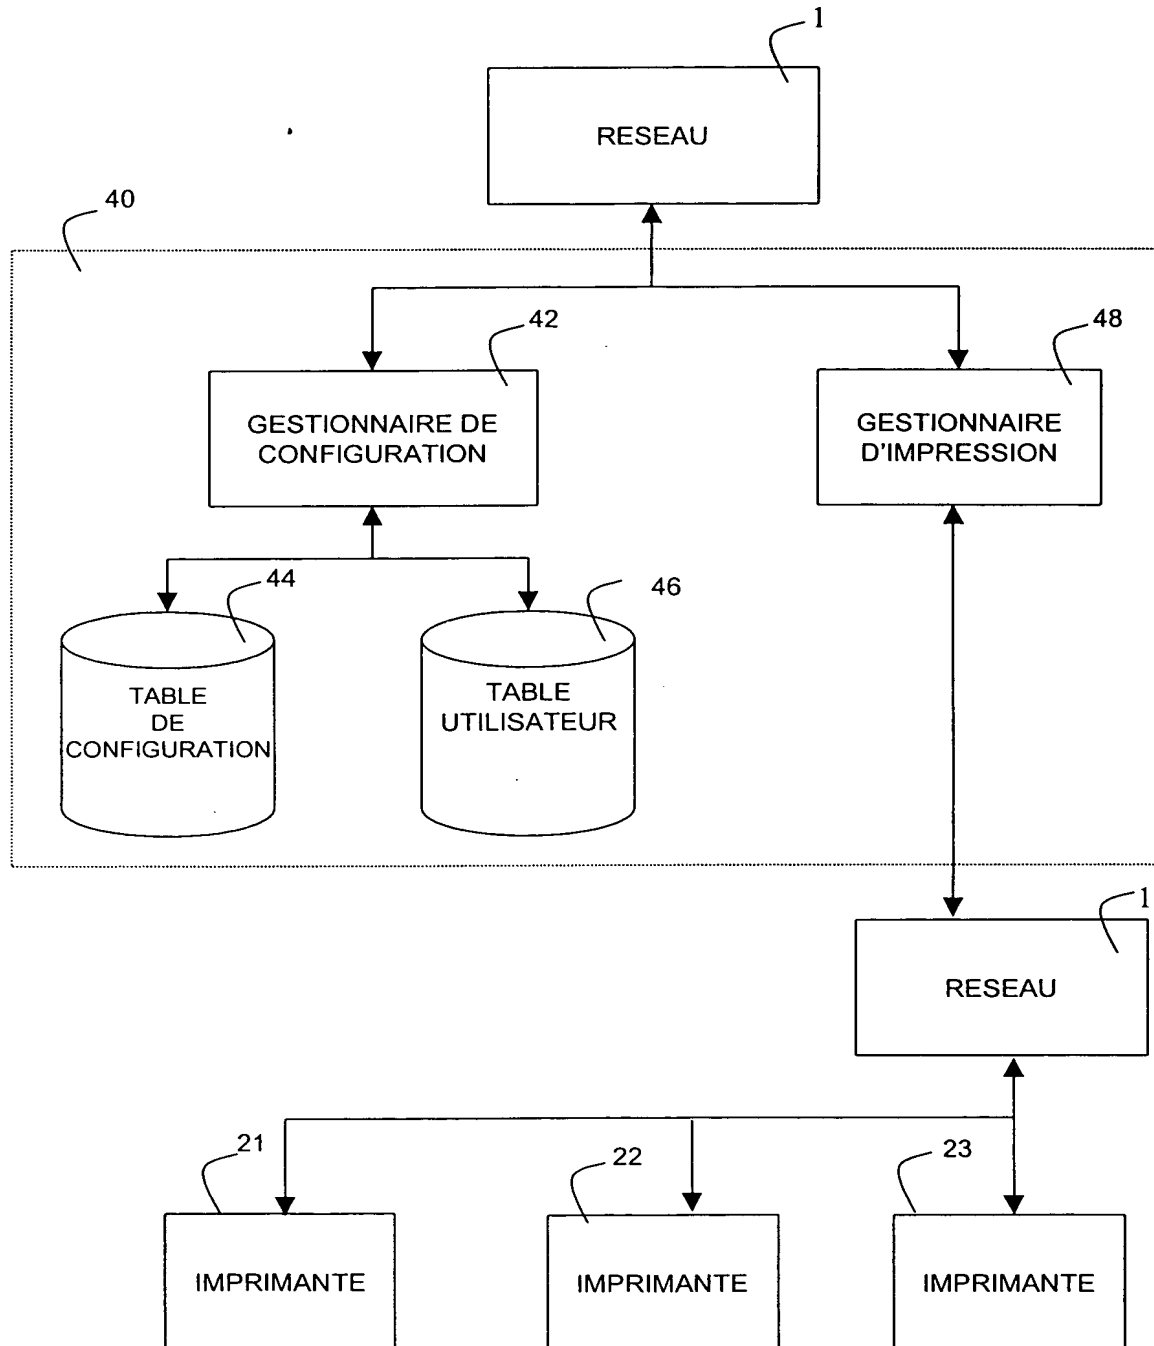 1
RESEAU
40
42
48
GESTIONNAIRE DE
CONFIGURATION
GESTIONNAIRE
D'IMPRESSION
44
46
TABLE
DE
CONFIGURATION
TABLE
UTILISATEUR
1
RESEAU
21
22
23
IMPRIMANTE
IMPRIMANTE
IMPRIMANTE